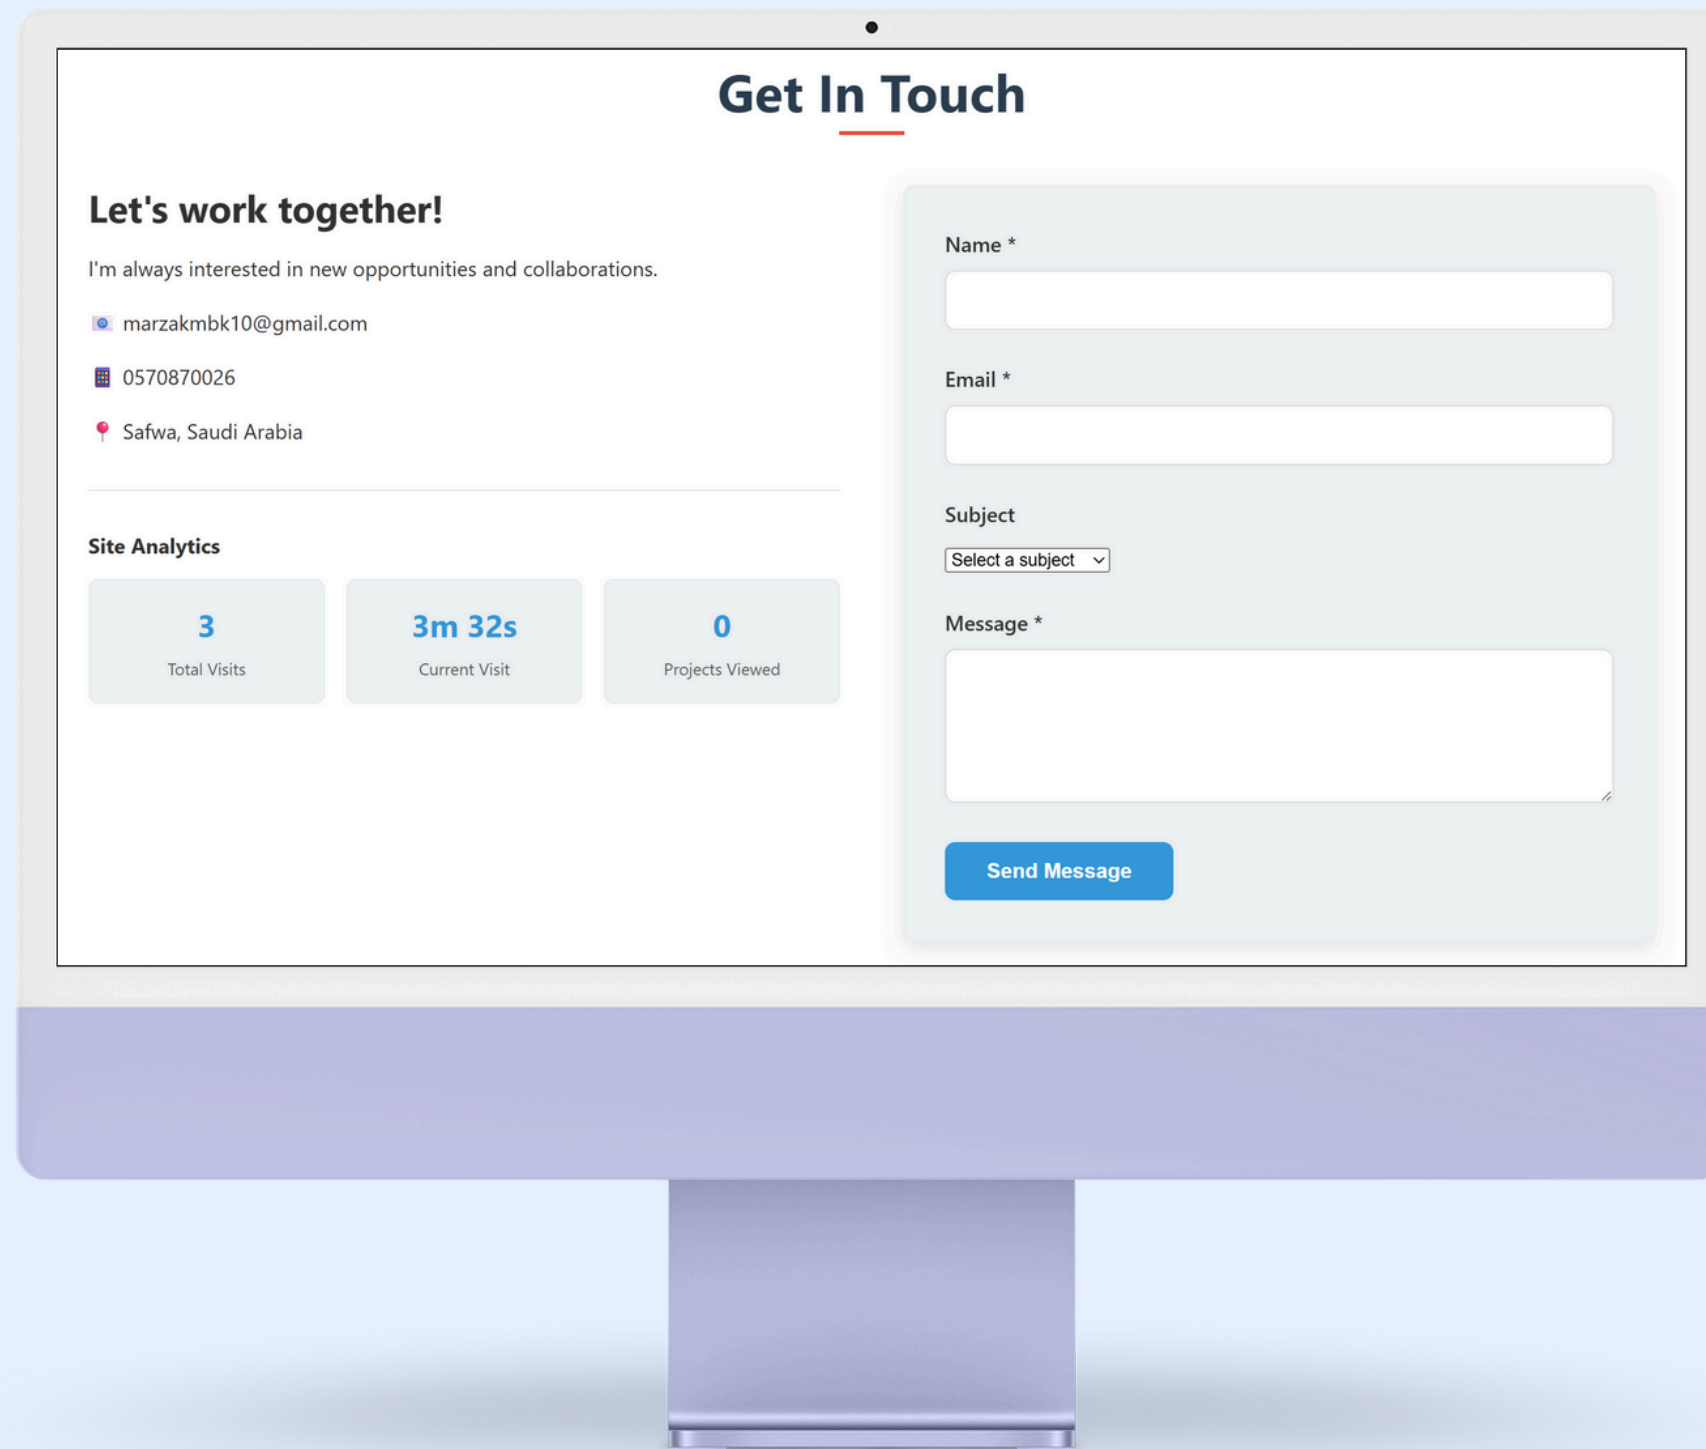 Get In Touch
Let's work together!
I'm always interested in new opportunities and collaborations.
marzakmbk10@gmail.com
0570870026
Safwa, Saudi Arabia
Site Analytics
3
Total Visits
3m 32s
Current Visit
0
Projects Viewed
Name *
Email *
Subject
Select a subject
Message *
Send Message